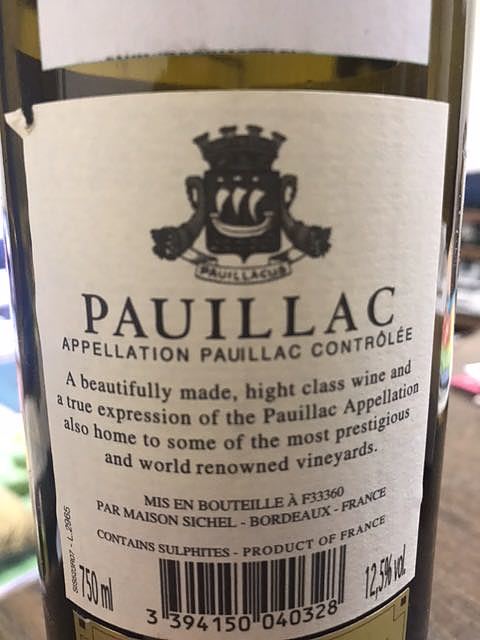 PAUILLACUS
PAUILLAC
APPELLATION PAUILLAC CONTRÔLÉE
A beautifully made, hight class wine and
a true expression of the Pauillac Appellation
also home to some of the most prestigious
and world renowned vineyards.
MIS EN BOUTEILLE À F33360
PAR MAISON SICHEL - BORDEAUX - FRANCE
CONTAINS SULPHITES - PRODUCT OF FRANCE
L.2965
750 ml
12,5% vol.
3 394150 040328